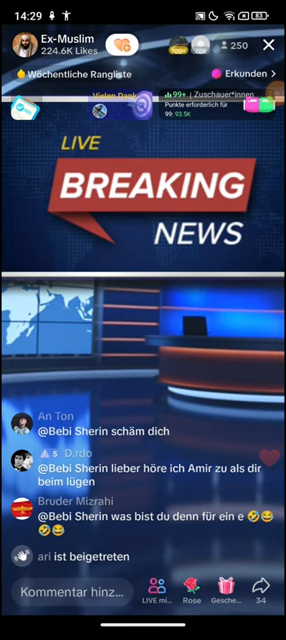 14:29
83
Ex-Muslim
224.6K Likes
250
Wöchentliche Rangliste
Erkunden >
Vielen Dank
99+ | Zuschauer*innen
Punkte erforderlich für
99: 93.5K
LIVE
BREAKING
NEWS
An Ton
@Bebi Sherin schäm dich
5 D.rdo
@Bebi Sherin lieber höre ich Amir zu als dir
beim lügen
Bruder Mizrahi
@Bebi Sherin was bist du denn für ein e 🤣😂
🤣😂
ari ist beigetreten
Kommentar hinz...
LIVE mi...
Rose
Gesche...
34